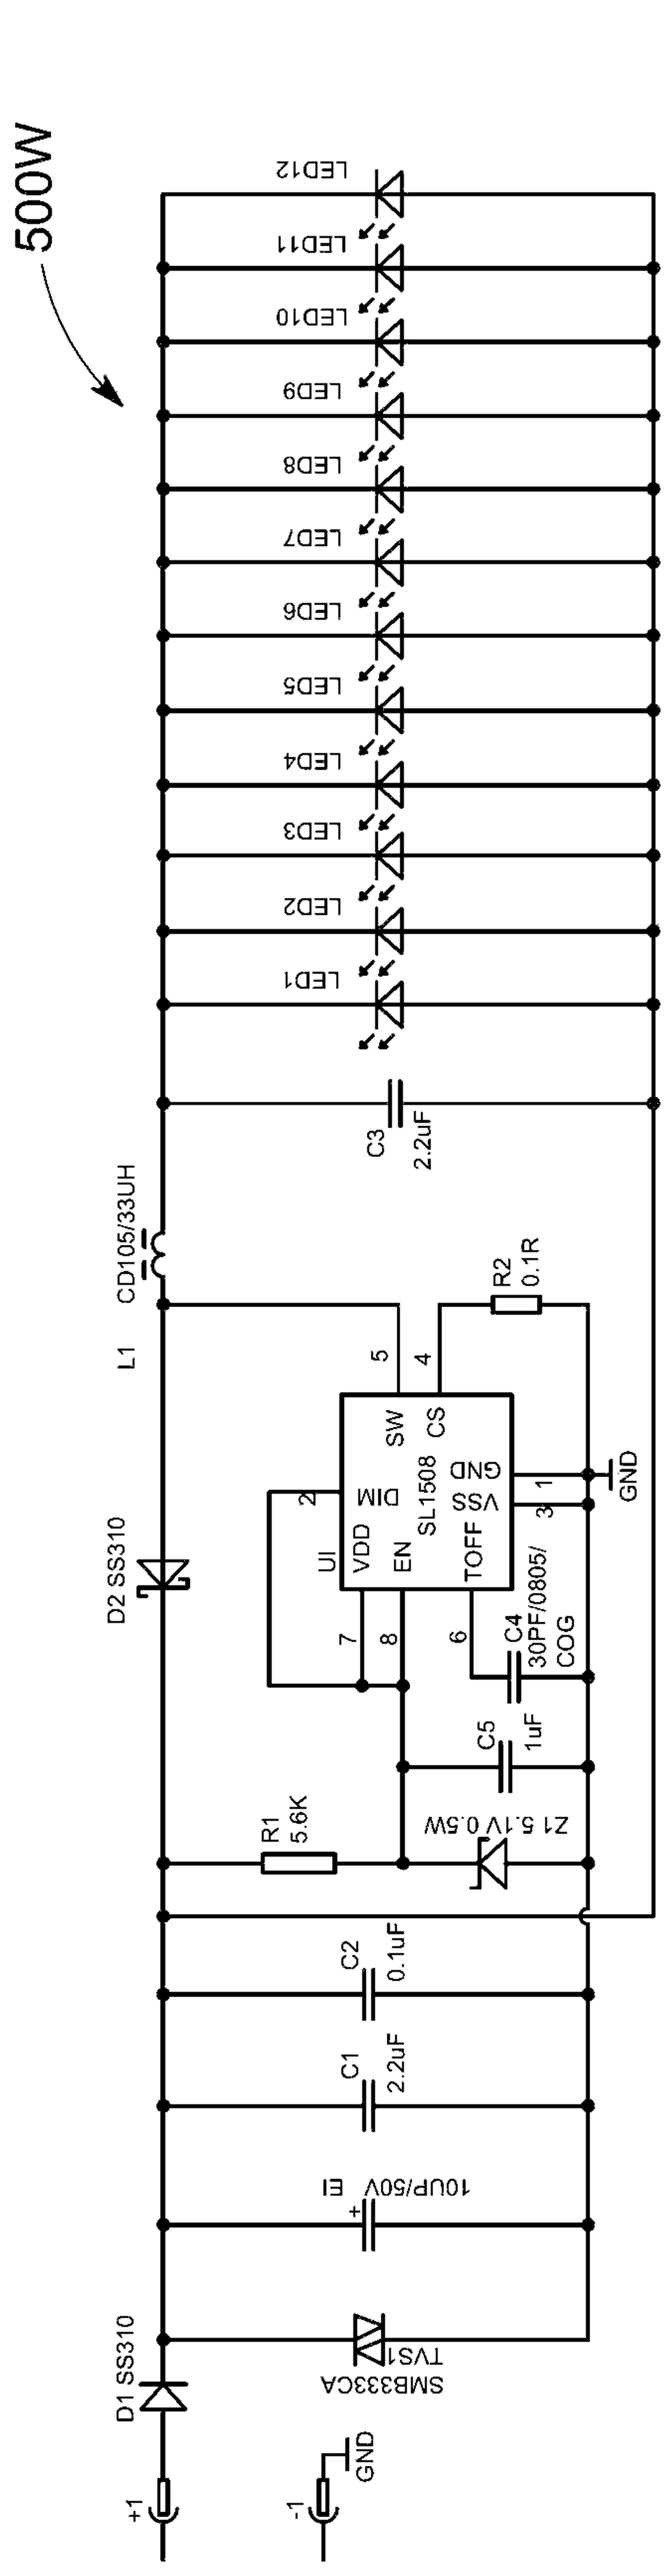 500W
LED12
LED11
LED10
LED9
LED8
LED7
LED6
LED5
LED4
LED3
LED2
LED1
C3
2.2uF
CD105/33UH
L1
R2
0.1R
5
4
SW
CS
SL1508
DIM
2
GND
VSS
1
3
GND
UI
VDD
EN
TOFF
7
8
6
C4
30PF/0805/
COG
D2 SS310
C5
1uF
R1
5.6K
Z1 5.1V 0.5W
C2
0.1uF
C1
2.2uF
10UP/50V EI
+
TVS1
SMB333CA
D1 SS310
+1
-1
GND